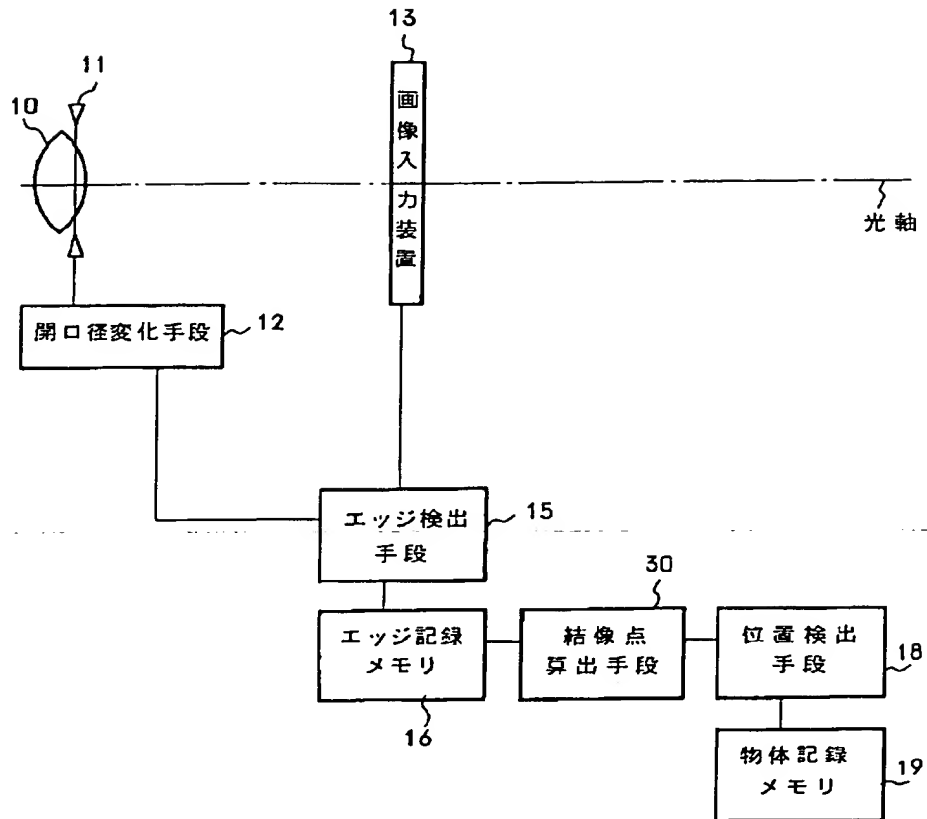 13
11
10
画像入力装置
光軸
開口径変化手段
12
エッジ検出
手段
15
30
エッジ記録
メモリ
結像点
算出手段
位置検出
手段
18
16
物体記録
メモリ
19